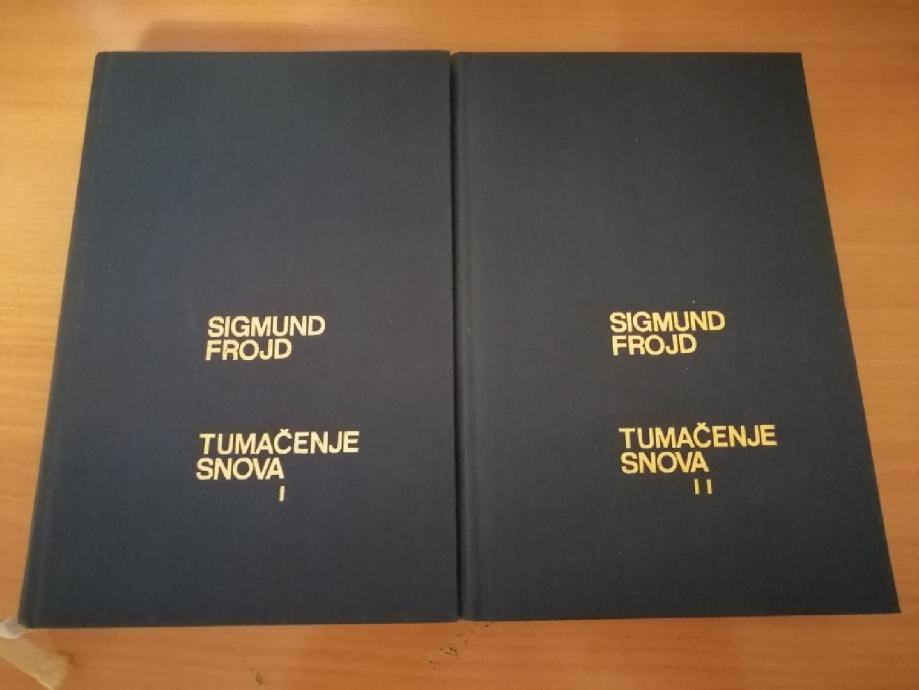 SIGMUND
FROJD
TUMAČENJE
SNOVA
I
SIGMUND
FROJD
TUMAČENJE
SNOVA
II